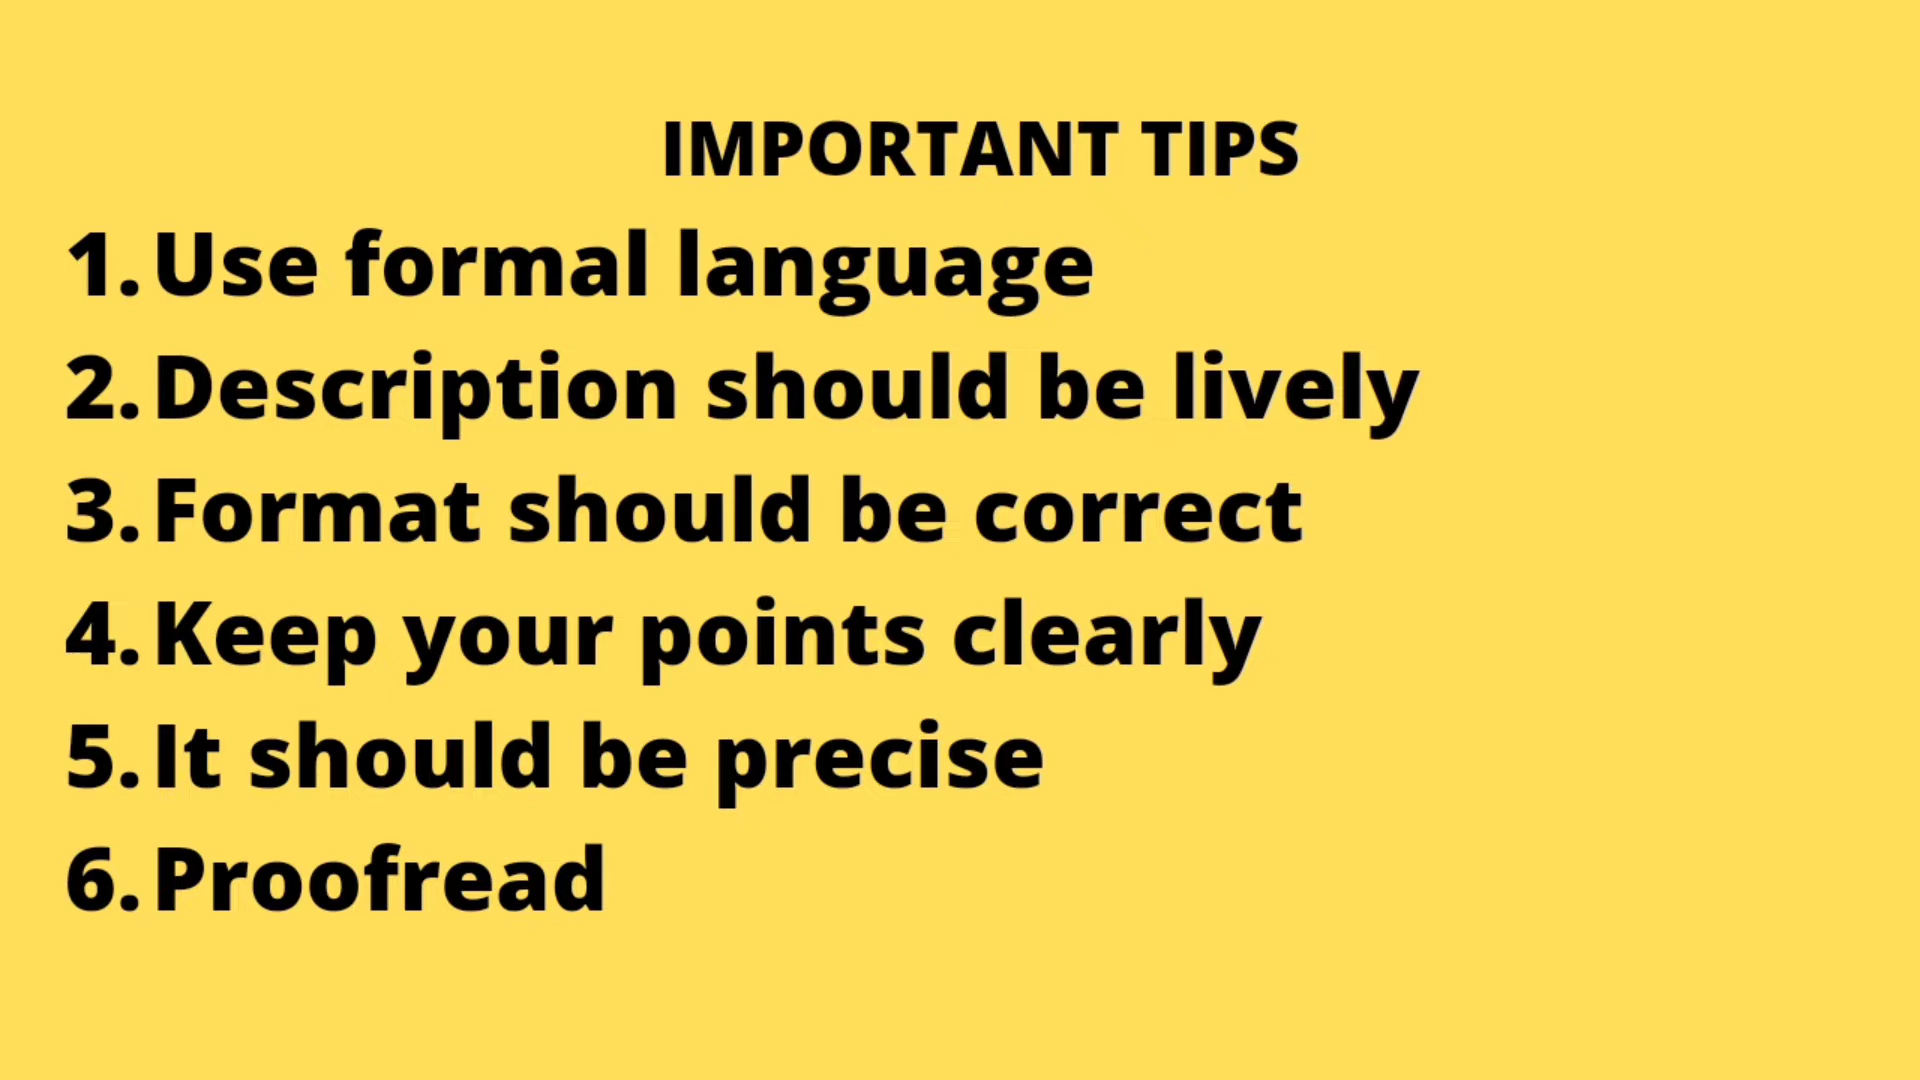 IMPORTANT TIPS
1. Use formal language
2. Description should be lively
3. Format should be correct
4. Keep your points clearly
5. It should be precise
6. Proofread